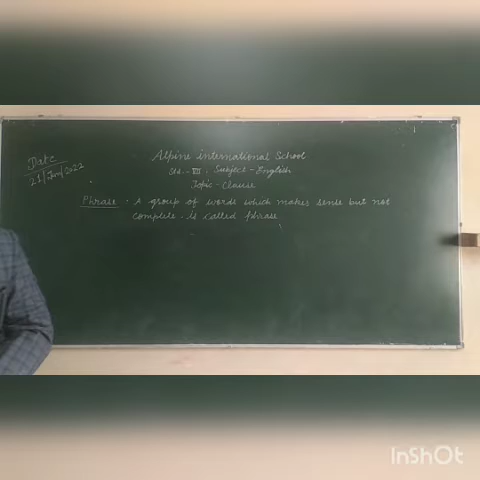 Date
21/Jan/2022
Alpine international School
Std. - VII, Subject - English
Topic - Clause
Phrase . A group of words which makes sense but not
complete. is called phrase
InShOt